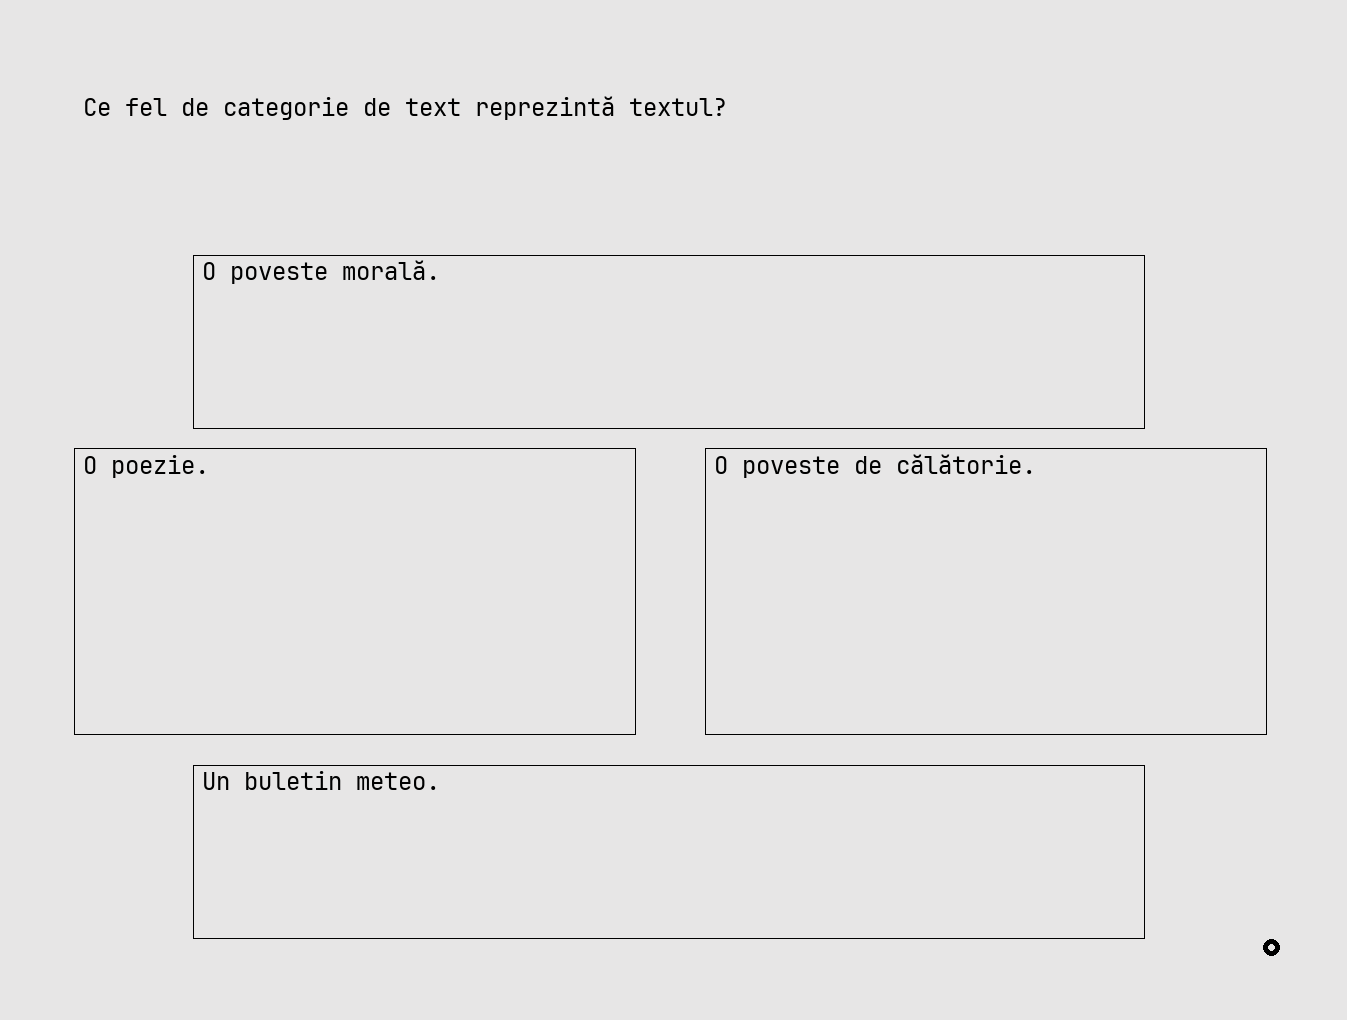 Ce fel de categorie de text reprezintă textul?
O poveste morală.
O poezie.
O poveste de călătorie.
Un buletin meteo.